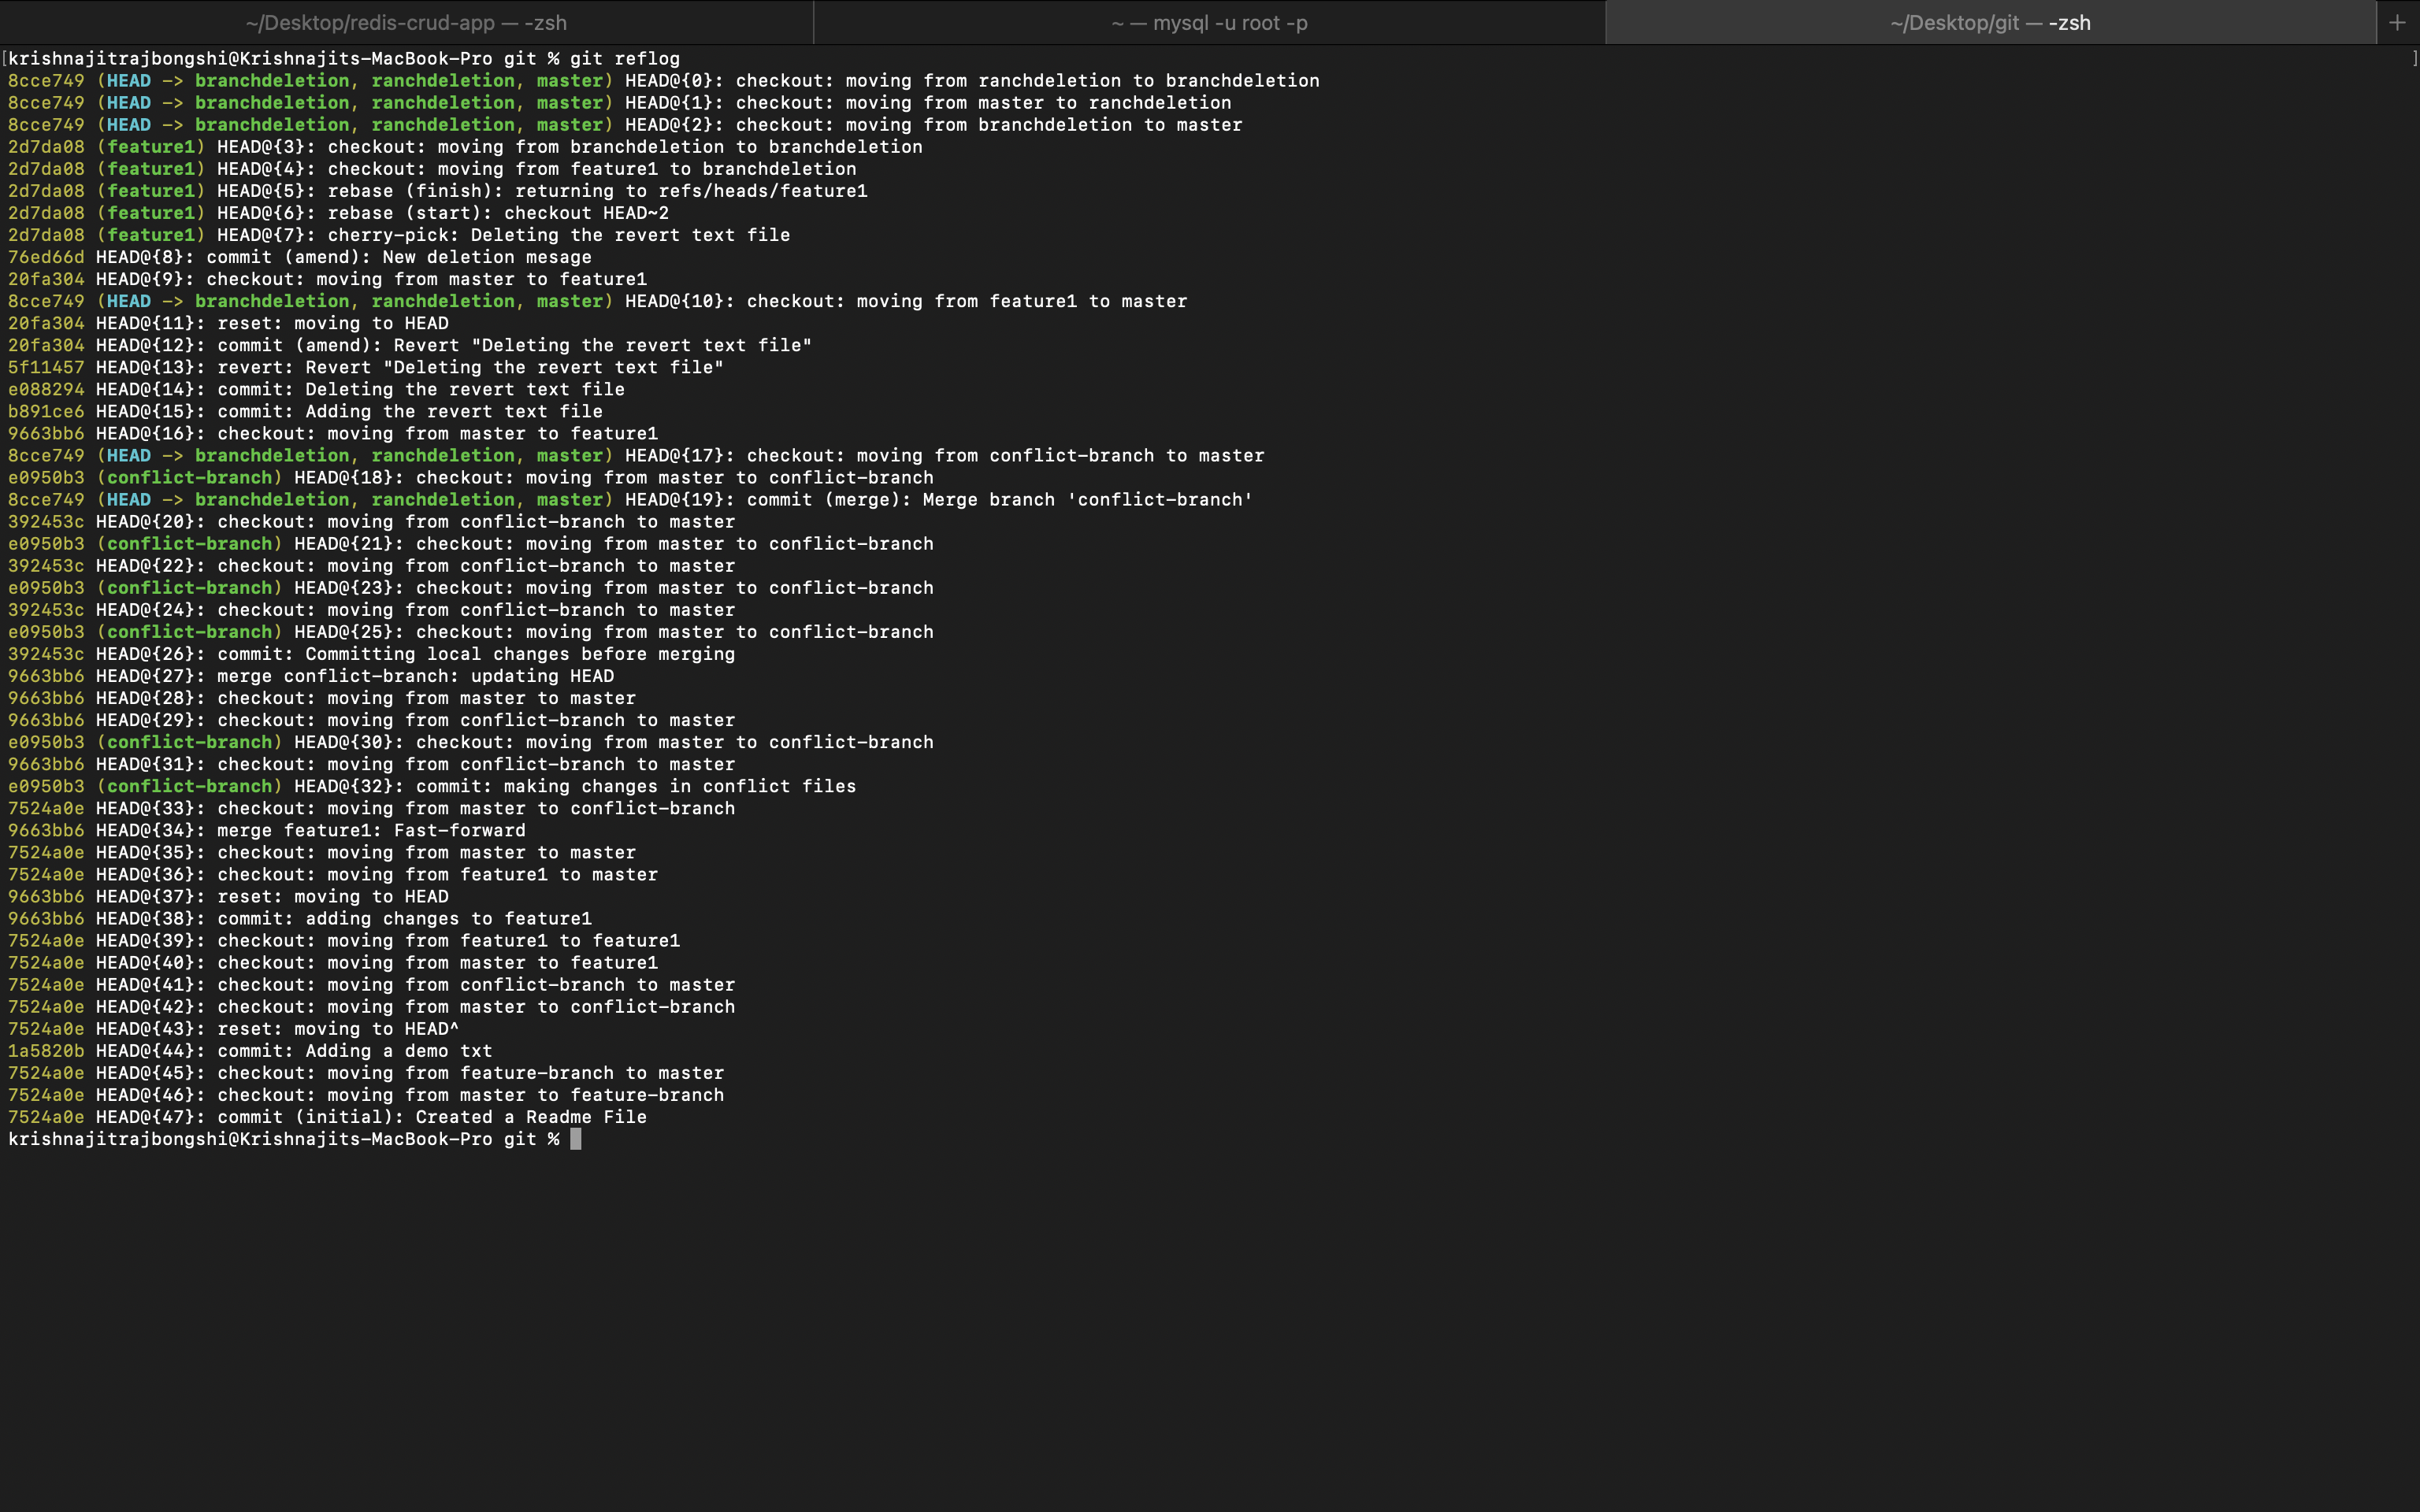 ~/Desktop/redis-crud-app — -zsh
~ — mysql -u root -p
~/Desktop/git — -zsh
+
[krishnajitrajbongshi@Krishnajits-MacBook-Pro git % git reflog ]
8cce749 (HEAD -> branchdeletion, ranchdeletion, master) HEAD@{0}: checkout: moving from ranchdeletion to branchdeletion
8cce749 (HEAD -> branchdeletion, ranchdeletion, master) HEAD@{1}: checkout: moving from master to ranchdeletion
8cce749 (HEAD -> branchdeletion, ranchdeletion, master) HEAD@{2}: checkout: moving from branchdeletion to master
2d7da08 (feature1) HEAD@{3}: checkout: moving from branchdeletion to branchdeletion
2d7da08 (feature1) HEAD@{4}: checkout: moving from feature1 to branchdeletion
2d7da08 (feature1) HEAD@{5}: rebase (finish): returning to refs/heads/feature1
2d7da08 (feature1) HEAD@{6}: rebase (start): checkout HEAD~2
2d7da08 (feature1) HEAD@{7}: cherry-pick: Deleting the revert text file
76ed66d HEAD@{8}: commit (amend): New deletion mesage
20fa304 HEAD@{9}: checkout: moving from master to feature1
8cce749 (HEAD -> branchdeletion, ranchdeletion, master) HEAD@{10}: checkout: moving from feature1 to master
20fa304 HEAD@{11}: reset: moving to HEAD
20fa304 HEAD@{12}: commit (amend): Revert "Deleting the revert text file"
5f11457 HEAD@{13}: revert: Revert "Deleting the revert text file"
e088294 HEAD@{14}: commit: Deleting the revert text file
b891ce6 HEAD@{15}: commit: Adding the revert text file
9663bb6 HEAD@{16}: checkout: moving from master to feature1
8cce749 (HEAD -> branchdeletion, ranchdeletion, master) HEAD@{17}: checkout: moving from conflict-branch to master
e0950b3 (conflict-branch) HEAD@{18}: checkout: moving from master to conflict-branch
8cce749 (HEAD -> branchdeletion, ranchdeletion, master) HEAD@{19}: commit (merge): Merge branch 'conflict-branch'
392453c HEAD@{20}: checkout: moving from conflict-branch to master
e0950b3 (conflict-branch) HEAD@{21}: checkout: moving from master to conflict-branch
392453c HEAD@{22}: checkout: moving from conflict-branch to master
e0950b3 (conflict-branch) HEAD@{23}: checkout: moving from master to conflict-branch
392453c HEAD@{24}: checkout: moving from conflict-branch to master
e0950b3 (conflict-branch) HEAD@{25}: checkout: moving from master to conflict-branch
392453c HEAD@{26}: commit: Committing local changes before merging
9663bb6 HEAD@{27}: merge conflict-branch: updating HEAD
9663bb6 HEAD@{28}: checkout: moving from master to master
9663bb6 HEAD@{29}: checkout: moving from conflict-branch to master
e0950b3 (conflict-branch) HEAD@{30}: checkout: moving from master to conflict-branch
9663bb6 HEAD@{31}: checkout: moving from conflict-branch to master
e0950b3 (conflict-branch) HEAD@{32}: commit: making changes in conflict files
7524a0e HEAD@{33}: checkout: moving from master to conflict-branch
9663bb6 HEAD@{34}: merge feature1: Fast-forward
7524a0e HEAD@{35}: checkout: moving from master to master
7524a0e HEAD@{36}: checkout: moving from feature1 to master
9663bb6 HEAD@{37}: reset: moving to HEAD
9663bb6 HEAD@{38}: commit: adding changes to feature1
7524a0e HEAD@{39}: checkout: moving from feature1 to feature1
7524a0e HEAD@{40}: checkout: moving from master to feature1
7524a0e HEAD@{41}: checkout: moving from conflict-branch to master
7524a0e HEAD@{42}: checkout: moving from master to conflict-branch
7524a0e HEAD@{43}: reset: moving to HEAD^
1a5820b HEAD@{44}: commit: Adding a demo txt
7524a0e HEAD@{45}: checkout: moving from feature-branch to master
7524a0e HEAD@{46}: checkout: moving from master to feature-branch
7524a0e HEAD@{47}: commit (initial): Created a Readme File
krishnajitrajbongshi@Krishnajits-MacBook-Pro git %